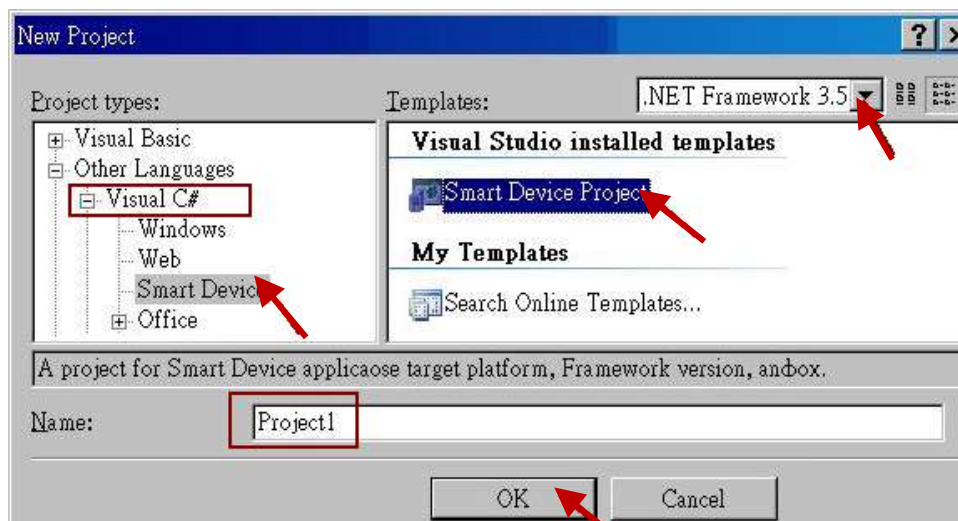 New Project
Project types:
Templates:
.NET Framework 3.5
Visual Basic
Other Languages
Visual C#
Windows
Web
Smart Device
Office
Visual Studio installed templates
Smart Device Project
My Templates
Search Online Templates...
A project for Smart Device applicaose target platform, Framework version, anbox.
Name:
Project1
OK
Cancel